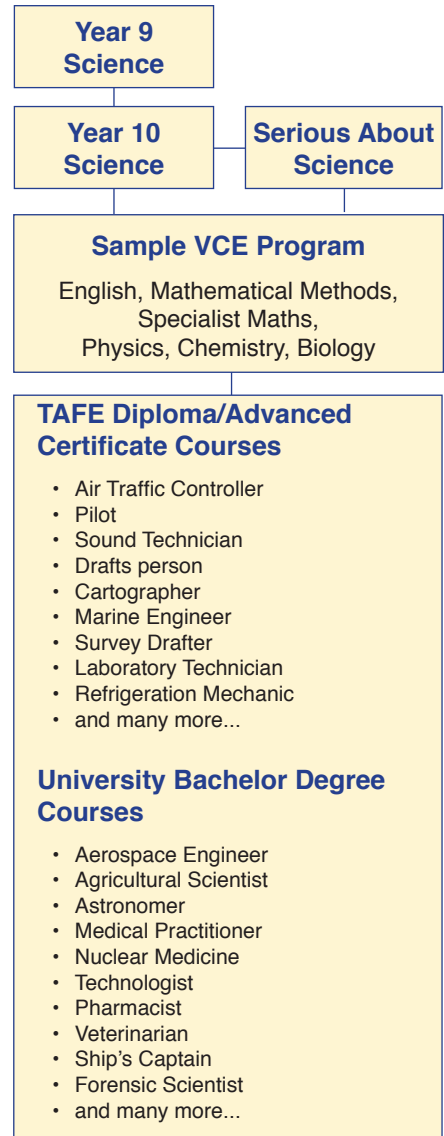 Year 9
Science
Year 10
Science
Serious About
Science
Sample VCE Program
English, Mathematical Methods,
Specialist Maths,
Physics, Chemistry, Biology
TAFE Diploma/Advanced
Certificate Courses
• Air Traffic Controller
• Pilot
• Sound Technician
• Drafts person
• Cartographer
• Marine Engineer
• Survey Drafter
• Laboratory Technician
• Refrigeration Mechanic
• and many more...
University Bachelor Degree
Courses
• Aerospace Engineer
• Agricultural Scientist
• Astronomer
• Medical Practitioner
• Nuclear Medicine
• Technologist
• Pharmacist
• Veterinarian
• Ship's Captain
• Forensic Scientist
• and many more...